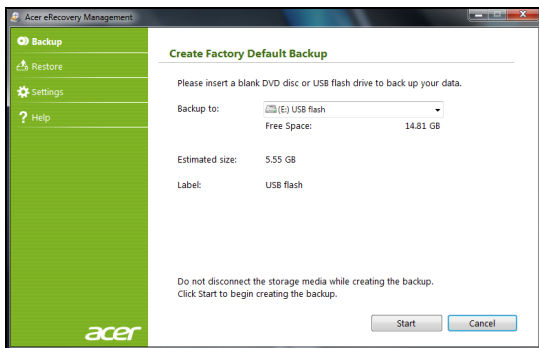 Acer eRecovery Management
Backup
Restore
Settings
Help
Create Factory Default Backup
Please insert a blank DVD disc or USB flash drive to back up your data.
Backup to: (E:) USB flash
Free Space: 14.81 GB
Estimated size: 5.55 GB
Label: USB flash
Do not disconnect the storage media while creating the backup.
Click Start to begin creating the backup.
Start Cancel
acer